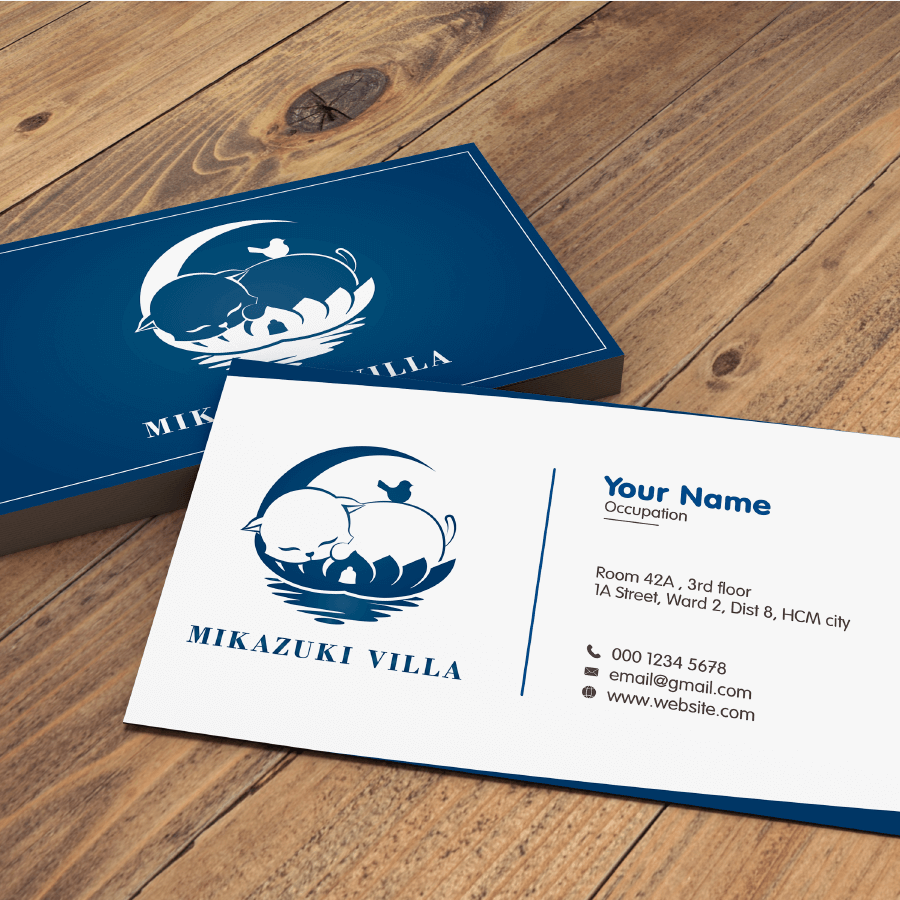 MIK VILLA
MIKAZUKI VILLA
Your Name
Occupation
Room 42A , 3rd floor
1A Street, Ward 2, Dist 8, HCM city
000 1234 5678
email@gmail.com
www.website.com